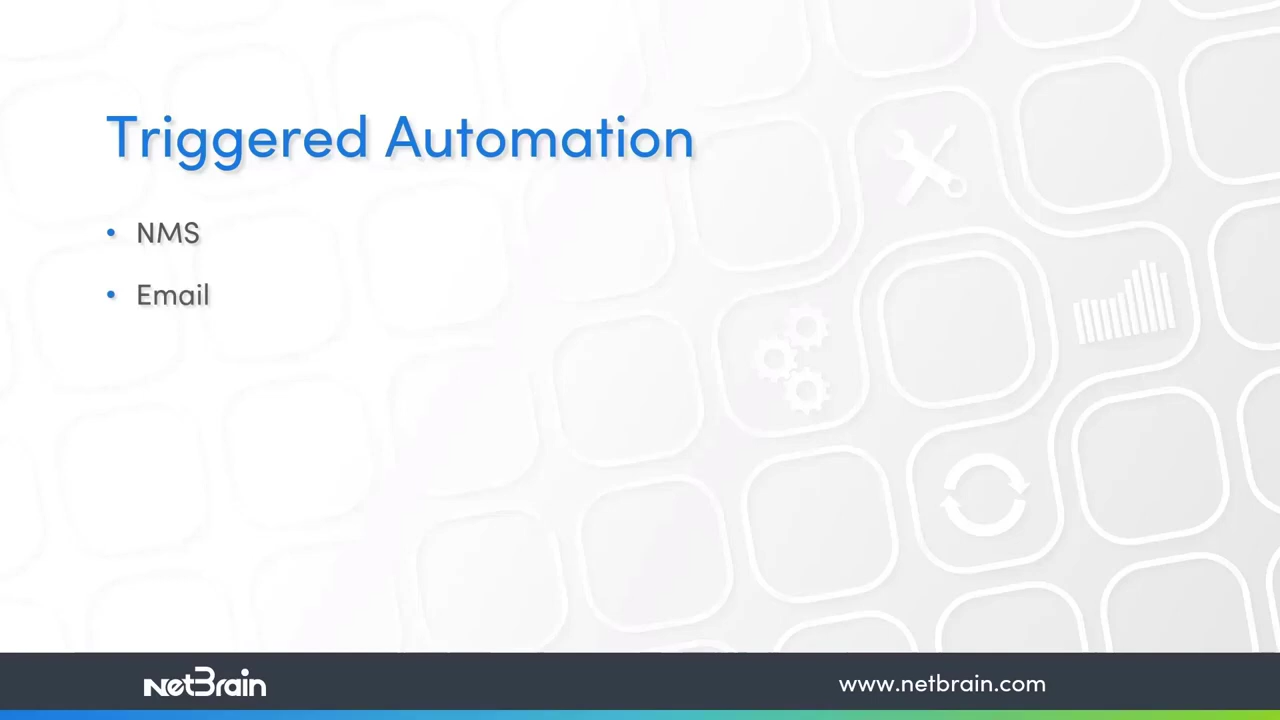 Triggered Automation
• NMS
• Email
NetBrain
www.netbrain.com